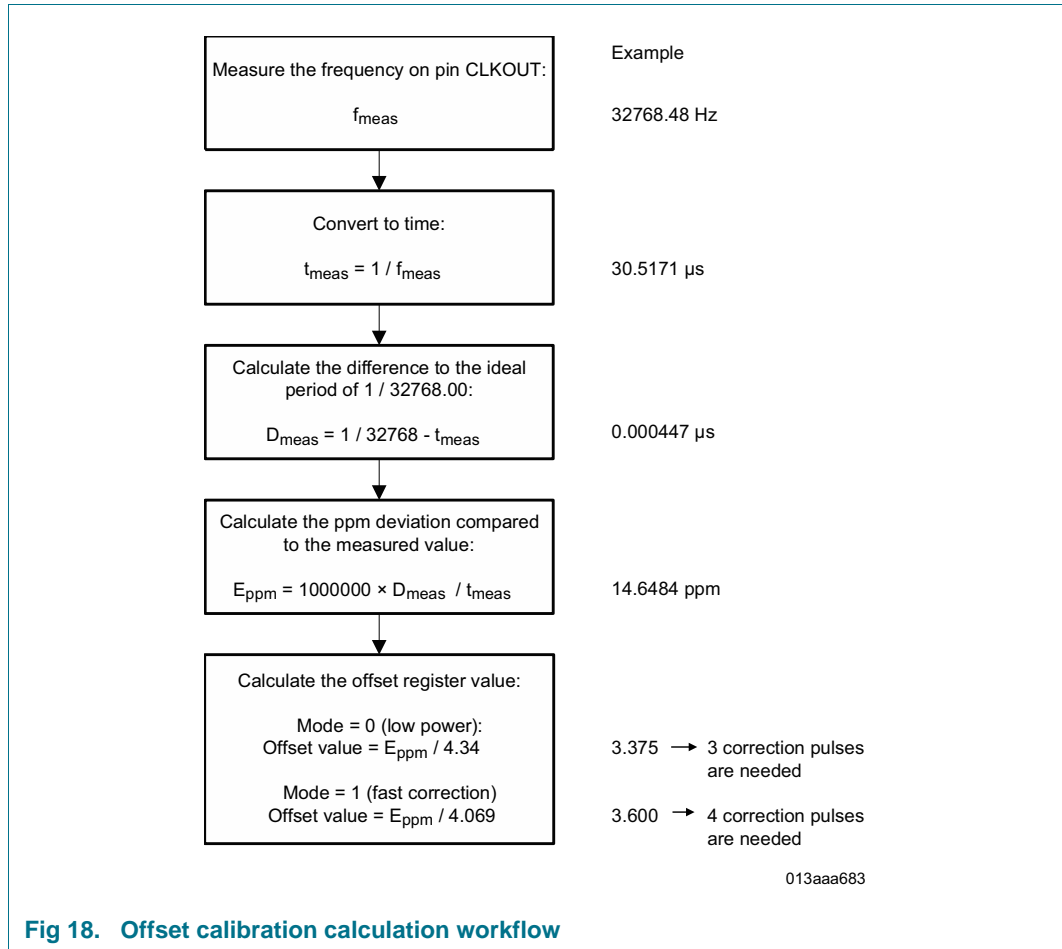 Example
Measure the frequency on pin CLKOUT:
fmeas
32768.48 Hz
Convert to time:
tmeas = 1 / fmeas
30.5171 μs
Calculate the difference to the ideal
period of 1 / 32768.00:
Dmeas = 1 / 32768 - tmeas
0.000447 μs
Calculate the ppm deviation compared
to the measured value:
Eppm = 1000000 × Dmeas / tmeas
14.6484 ppm
Calculate the offset register value:
Mode = 0 (low power):
Offset value = Eppm / 4.34
3.375 → 3 correction pulses
are needed
Mode = 1 (fast correction)
Offset value = Eppm / 4.069
3.600 → 4 correction pulses
are needed
013aaa683
Fig 18. Offset calibration calculation workflow